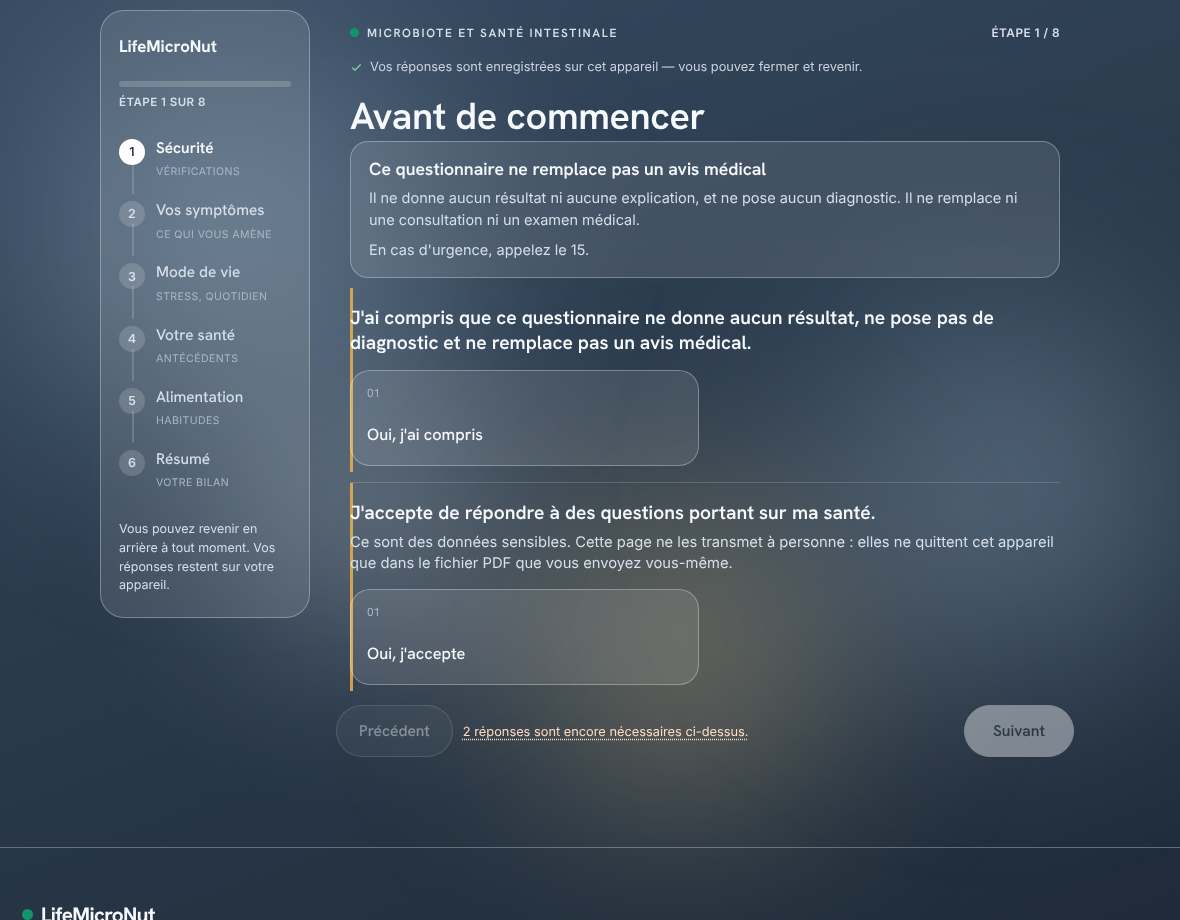 LifeMicroNut
ÉTAPE 1 SUR 8
1
Sécurité
VÉRIFICATIONS
2
Vos symptômes
CE QUI VOUS AMÈNE
3
Mode de vie
STRESS, QUOTIDIEN
4
Votre santé
ANTÉCÉDENTS
5
Alimentation
HABITUDES
6
Résumé
VOTRE BILAN
Vous pouvez revenir en
arrière à tout moment. Vos
réponses restent sur votre
appareil.
MICROBIOTE ET SANTÉ INTESTINALE
ÉTAPE 1 / 8
Vos réponses sont enregistrées sur cet appareil — vous pouvez fermer et revenir.
Avant de commencer
Ce questionnaire ne remplace pas un avis médical
Il ne donne aucun résultat ni aucune explication, et ne pose aucun diagnostic. Il ne remplace ni
une consultation ni un examen médical.
En cas d'urgence, appelez le 15.
J'ai compris que ce questionnaire ne donne aucun résultat, ne pose pas de
diagnostic et ne remplace pas un avis médical.
01
Oui, j'ai compris
J'accepte de répondre à des questions portant sur ma santé.
Ce sont des données sensibles. Cette page ne les transmet à personne : elles ne quittent cet appareil
que dans le fichier PDF que vous envoyez vous-même.
01
Oui, j'accepte
Précédent
2 réponses sont encore nécessaires ci-dessus.
Suivant
LifeMicroNut